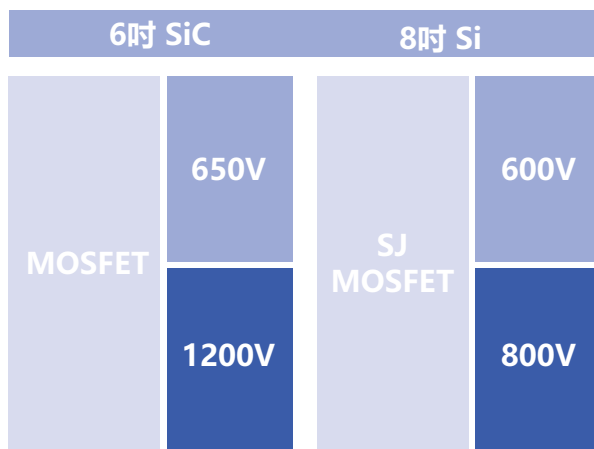 6吋 SiC
8吋 Si
MOSFET
650V
1200V
SJ
MOSFET
600V
800V